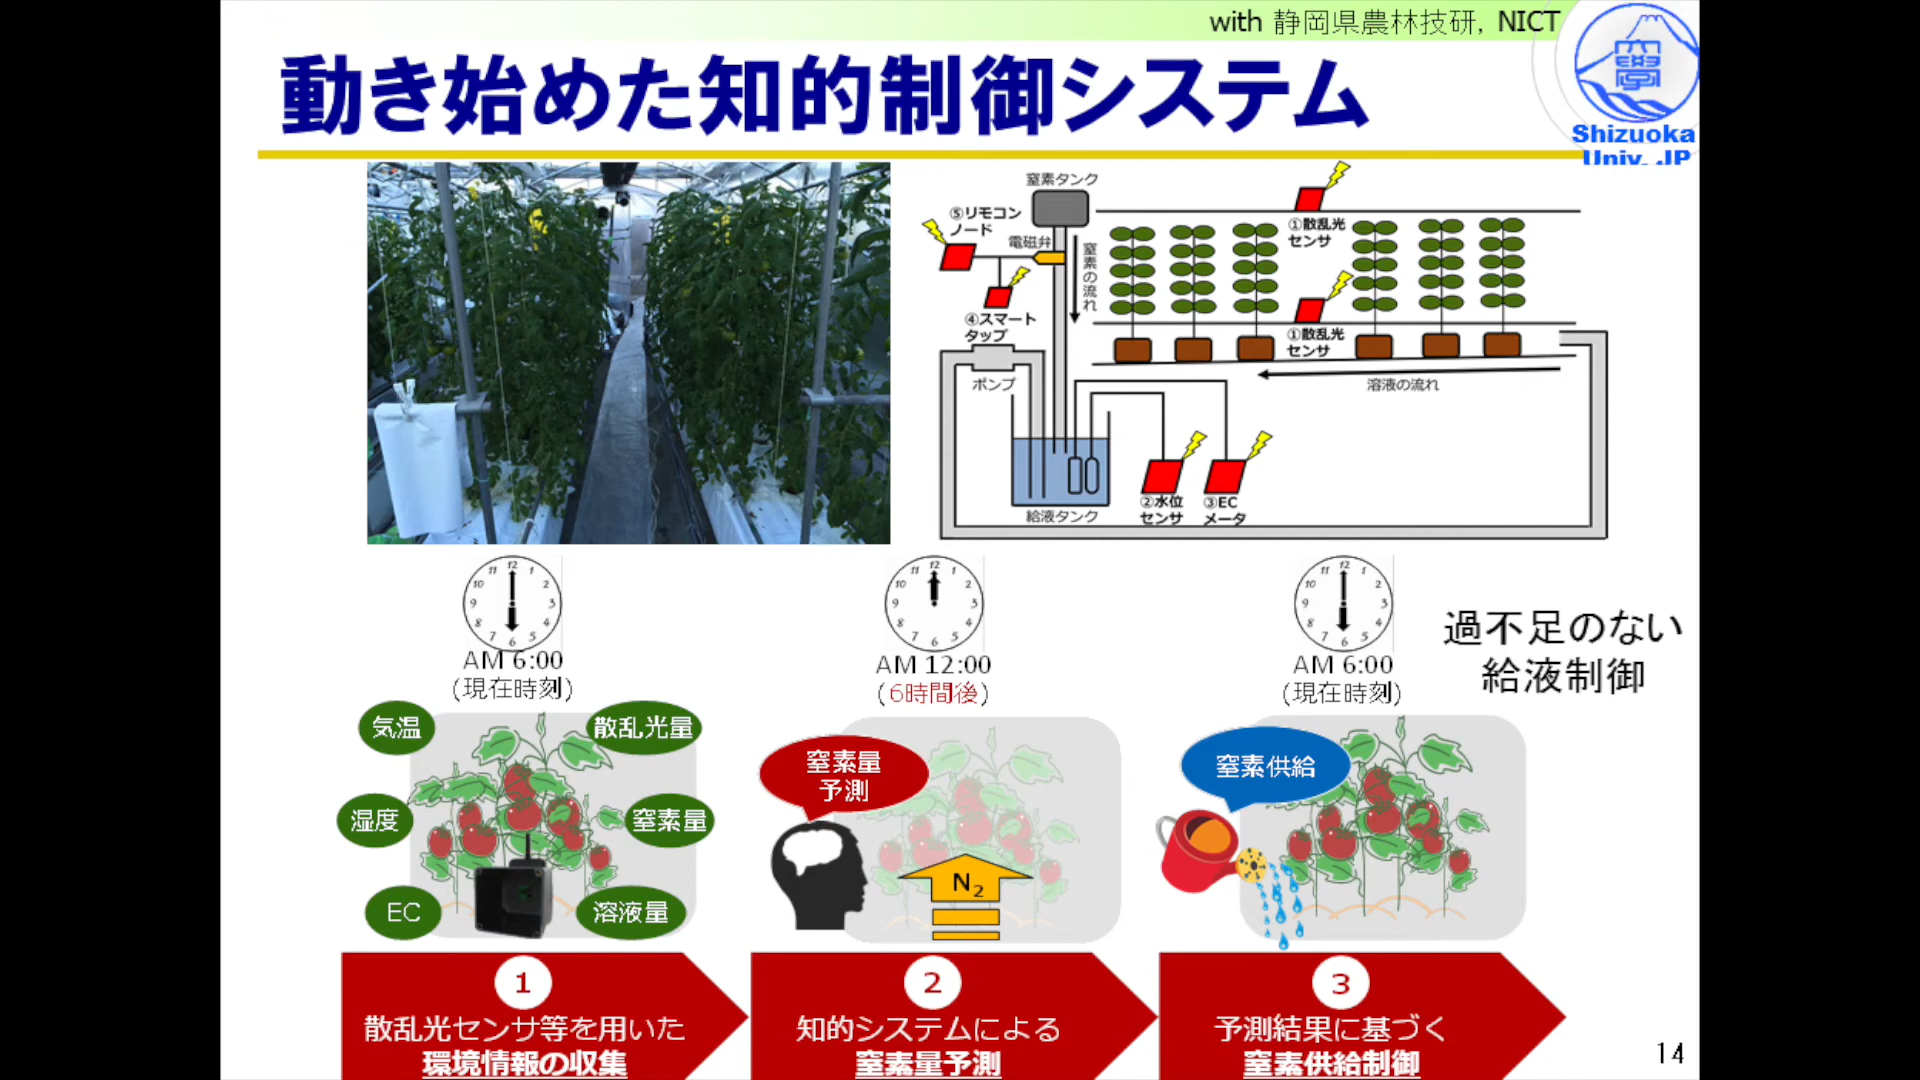 with 静岡県農林技研, NICT
動き始めた知的制御システム
Shizuoka
Univ. JP
窒素タンク
⑤リモコン
ノード
電磁弁
窒素の流れ
④スマート
タップ
ポンプ
①散乱光
センサ
①散乱光
センサ
溶液の流れ
給液タンク
②水位
センサ
③EC
メータ
AM 6:00
(現在時刻)
AM 12:00
(6時間後)
AM 6:00
(現在時刻)
過不足のない
給液制御
気温
散乱光量
湿度
窒素量
EC
溶液量
窒素量
予測
N2
窒素供給
1
散乱光センサ等を用いた
環境情報の収集
2
知的システムによる
窒素量予測
3
予測結果に基づく
窒素供給制御
14